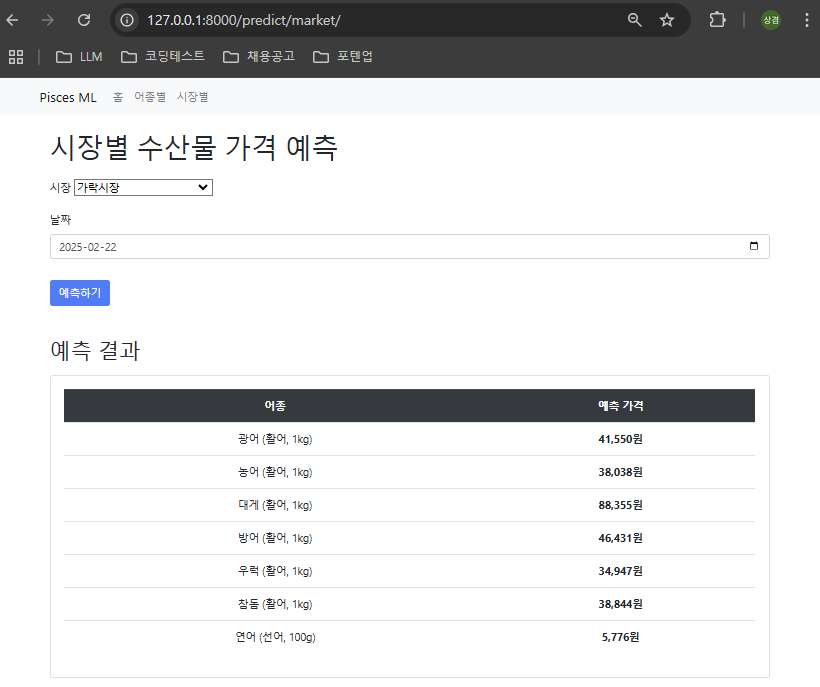 127.0.0.1:8000/predict/market/
상겸
LLM 코딩테스트 채용공고 포텐업
Pisces ML 홈 어종별 시장별
시장별 수산물 가격 예측
시장 가락시장
날짜
2025-02-22
예측하기
예측 결과
어종 예측 가격
광어 (활어, 1kg) 41,550원
농어 (활어, 1kg) 38,038원
대게 (활어, 1kg) 88,355원
방어 (활어, 1kg) 46,431원
우럭 (활어, 1kg) 34,947원
참돔 (활어, 1kg) 38,844원
연어 (선어, 100g) 5,776원